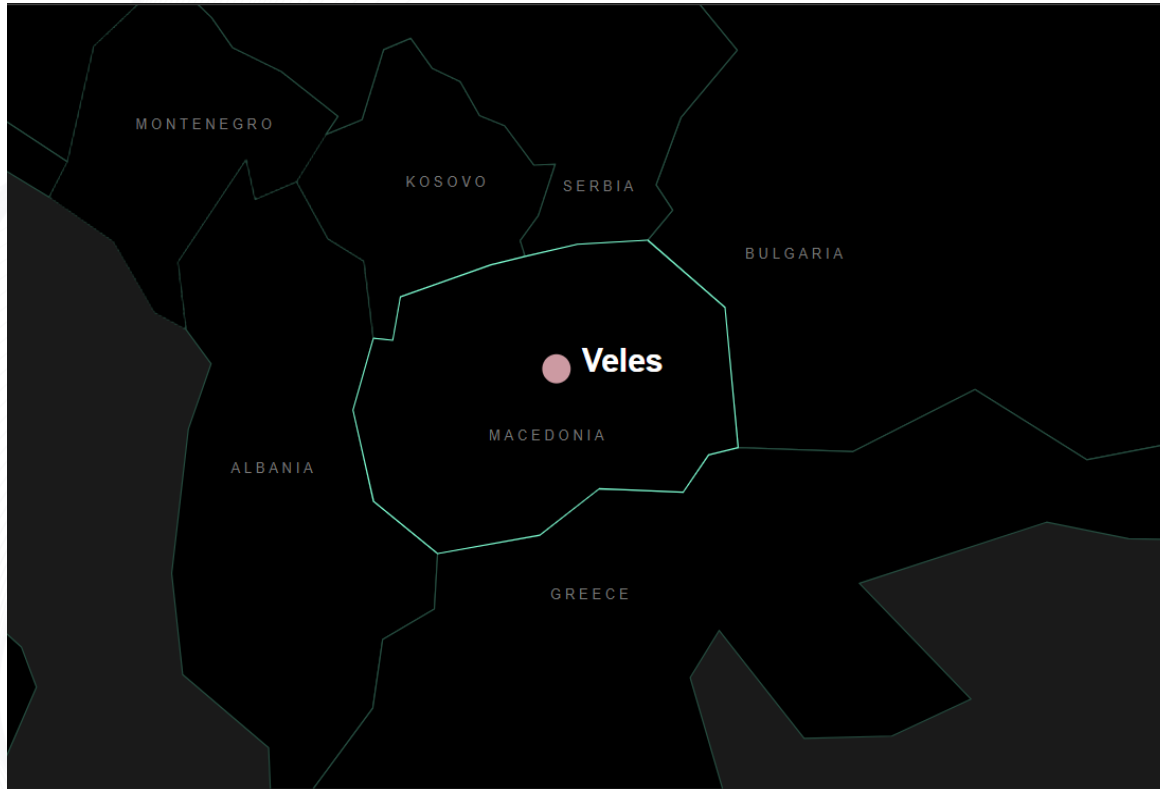 MONTENEGRO
KOSOVO
SERBIA
BULGARIA
Veles
MACEDONIA
ALBANIA
GREECE